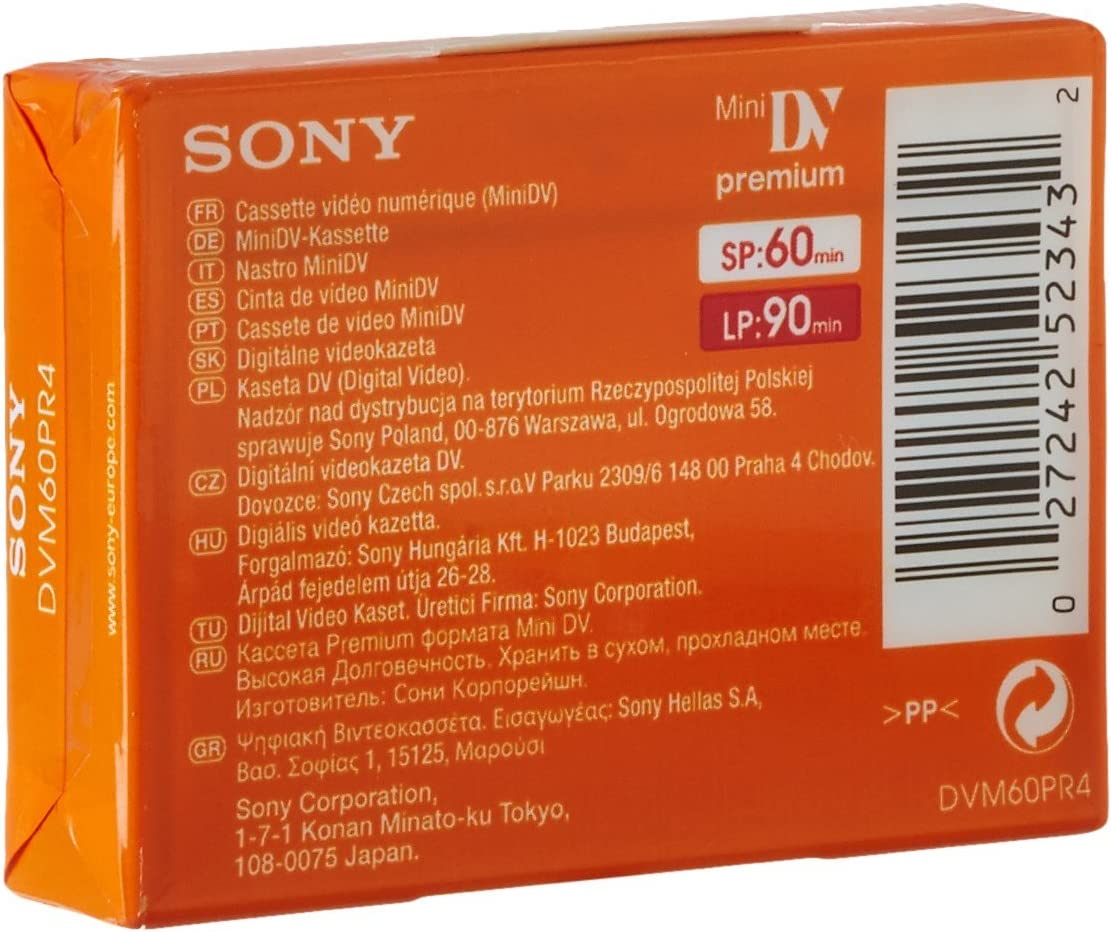 SONY
DVM60PR4
www.sony-europe.com
SONY
Mini DV
premium
SP:60min
LP:90min
FR Cassette vidéo numérique (MiniDV)
DE MiniDV-Kassette
IT Nastro MiniDV
ES Cinta de vídeo MiniDV
PT Cassete de vídeo MiniDV
SK Digitálne videokazeta
PL Kaseta DV (Digital Video).
Nadzór nad dystrybucja na terytorium Rzeczypospolitej Polskiej
sprawuje Sony Poland, 00-876 Warszawa, ul. Ogrodowa 58.
CZ Digitální videokazeta DV.
Dovozce: Sony Czech spol. s.r.o.V Parku 2309/6 148 00 Praha 4 Chodov.
HU Digiális videó kazetta.
Forgalmazó: Sony Hungária Kft. H-1023 Budapest,
Árpád fejedelem útja 26-28.
TU Dijital Video Kaset. Üretici Firma: Sony Corporation.
RU Кассета Premium формата Mini DV.
Высокая Долговечность. Хранить в сухом, прохладном месте.
Изготовитель: Сони Корпорейшн.
GR Ψηφιακή Βιντεοκασσέτα. Εισαγωγέας: Sony Hellas S.A,
Βασ. Σοφίας 1, 15125, Μαρούσι
Sony Corporation,
1-7-1 Konan Minato-ku Tokyo,
108-0075 Japan.
0 27242 52343 2
>PP<
DVM60PR4